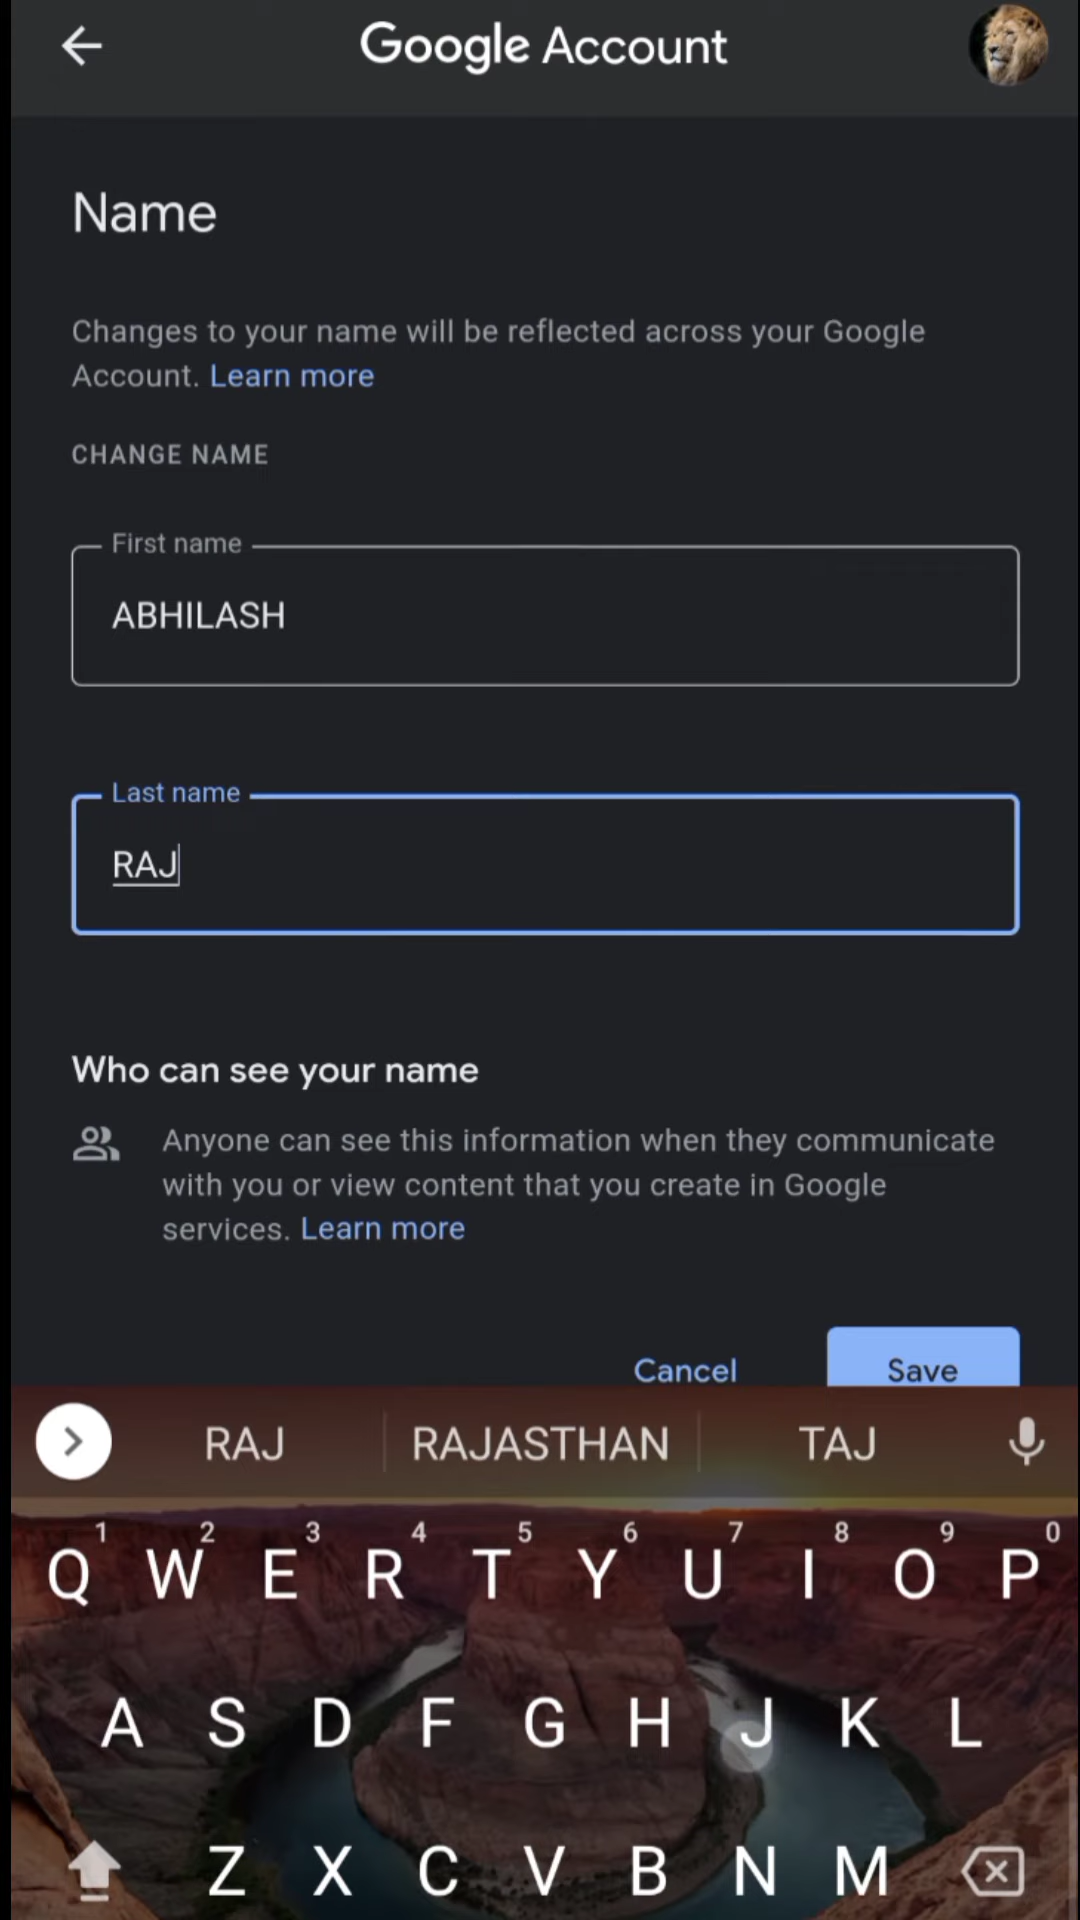 Google Account
Name
Changes to your name will be reflected across your Google
Account. Learn more
CHANGE NAME
First name
ABHILASH
Last name
RAJ
Who can see your name
Anyone can see this information when they communicate
with you or view content that you create in Google
services. Learn more
Cancel Save
RAJ RAJASTHAN TAJ
1 2 3 4 5 6 7 8 9 0
Q W E R T Y U I O P
A S D F G H J K L
Z X C V B N M